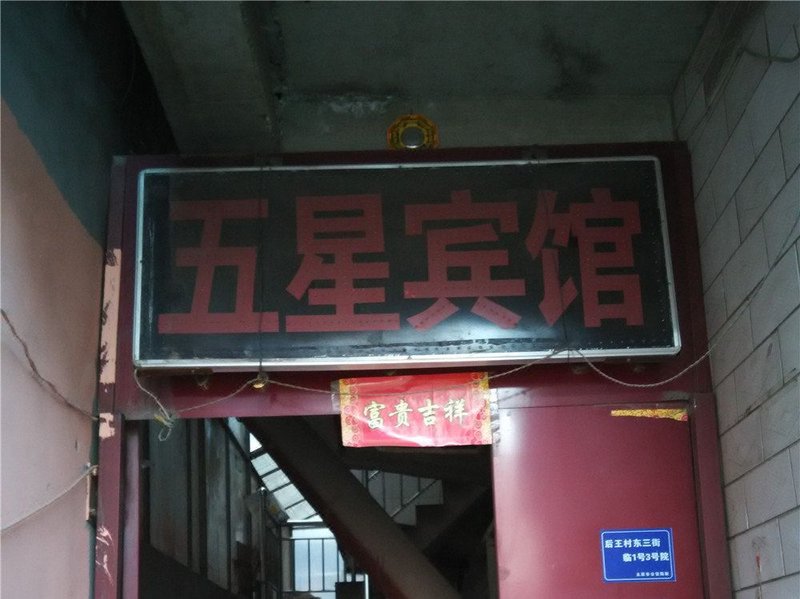 五星宾馆
富贵吉祥
后王村东三街
临1号3号院